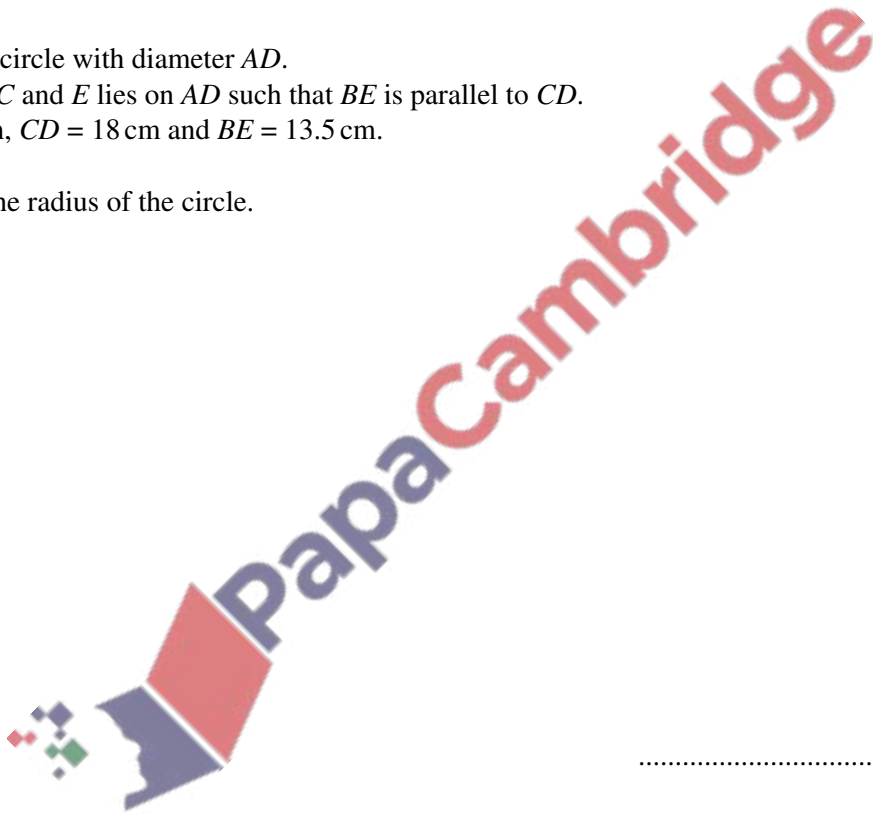 circle with diameter AD.
C and E lies on AD such that BE is parallel to CD.
, CD = 18 cm and BE = 13.5 cm.
radius of the circle.
PapaCambridge
................................